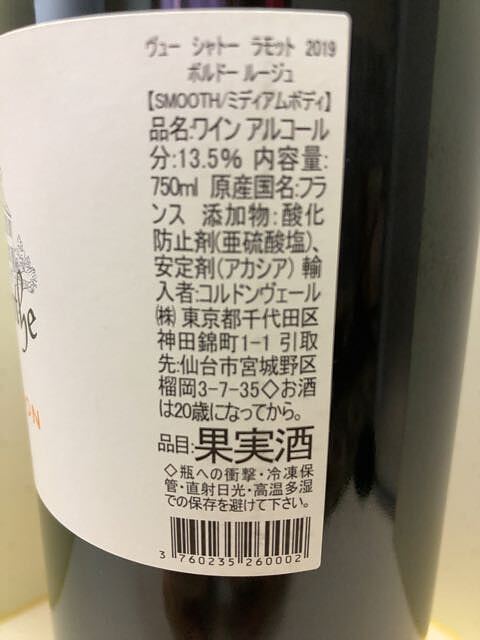 ヴュー シャトー ラモット 2019
ボルドー ルージュ
【SMOOTH/ミディアムボディ】
品名:ワイン アルコール
分:13.5% 内容量:
750ml 原産国名:フラ
ンス 添加物:酸化
防止剤(亜硫酸塩)、
安定剤(アカシア) 輸
入者:コルドンヴェール
㈱ 東京都千代田区
神田錦町1-1 引取
先:仙台市宮城野区
榴岡3-7-35◇お酒
は20歳になってから。
品目:果実酒
◇瓶への衝撃・冷凍保
管・直射日光・高温多湿
での保存を避けて下さい。
3 760235 260002
the
ON